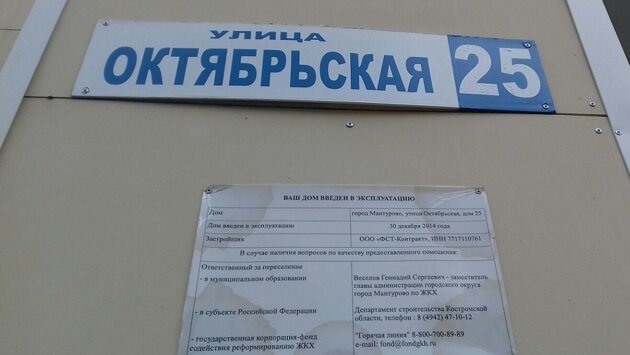 УЛИЦА
ОКТЯБРЬСКАЯ 25
ВАШ ДОМ ВВЕДЕН В ЭКСПЛУАТАЦИЮ
Дом город Мантурово, улица Октябрьская, дом 25
Дом введен в эксплуатацию 30 декабря 2014 года
Застройщик ООО «ФСТ-Контракт», ИНН 7717110761
В случае наличия вопросов по качеству предоставленного помещения:
Ответственный за переселение
- в муниципальном образовании Веселов Геннадий Сергеевич - заместитель
главы администрации городского округа
город Мантурово по ЖКХ
- в субъекте Российской Федерации Департамент строительства Костромской
области, телефон : 8 (4942) 47-10-12
- государственная корпорация-фонд "Горячая линия" 8-800-700-89-89
содействия реформированию ЖКХ e-mail: fond@fondgkh.ru